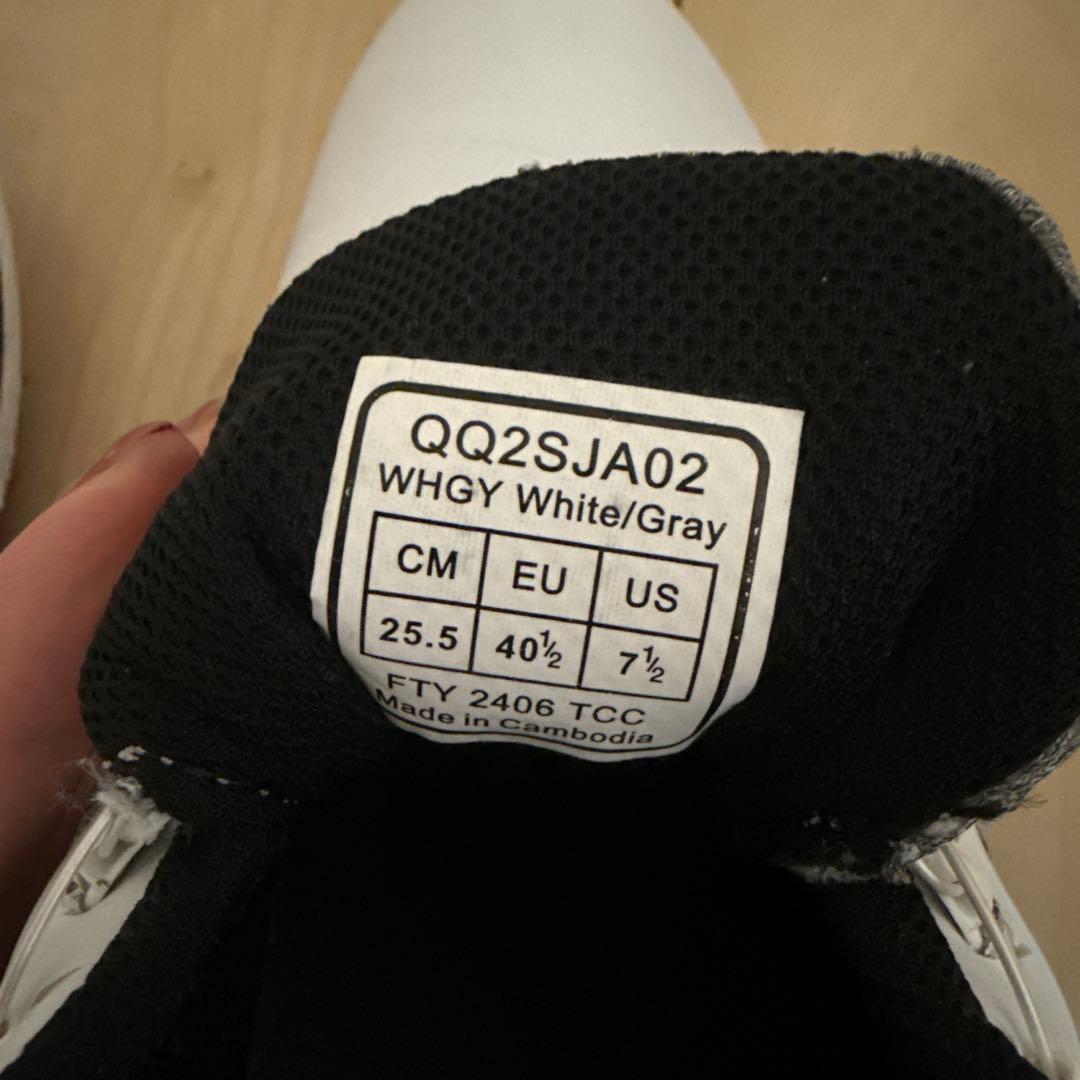 QQ2SJA02
WHGY White/Gray
CM EU US
25.5 40½ 7½
FTY 2406 TCC
Made in Cambodia